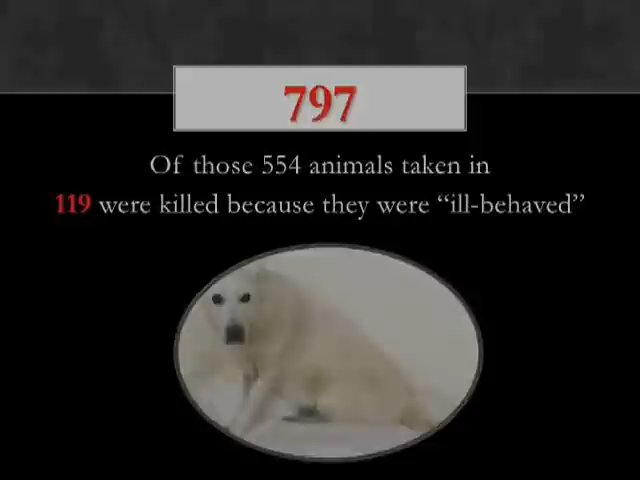 797
Of those 554 animals taken in
119 were killed because they were “ill-behaved”